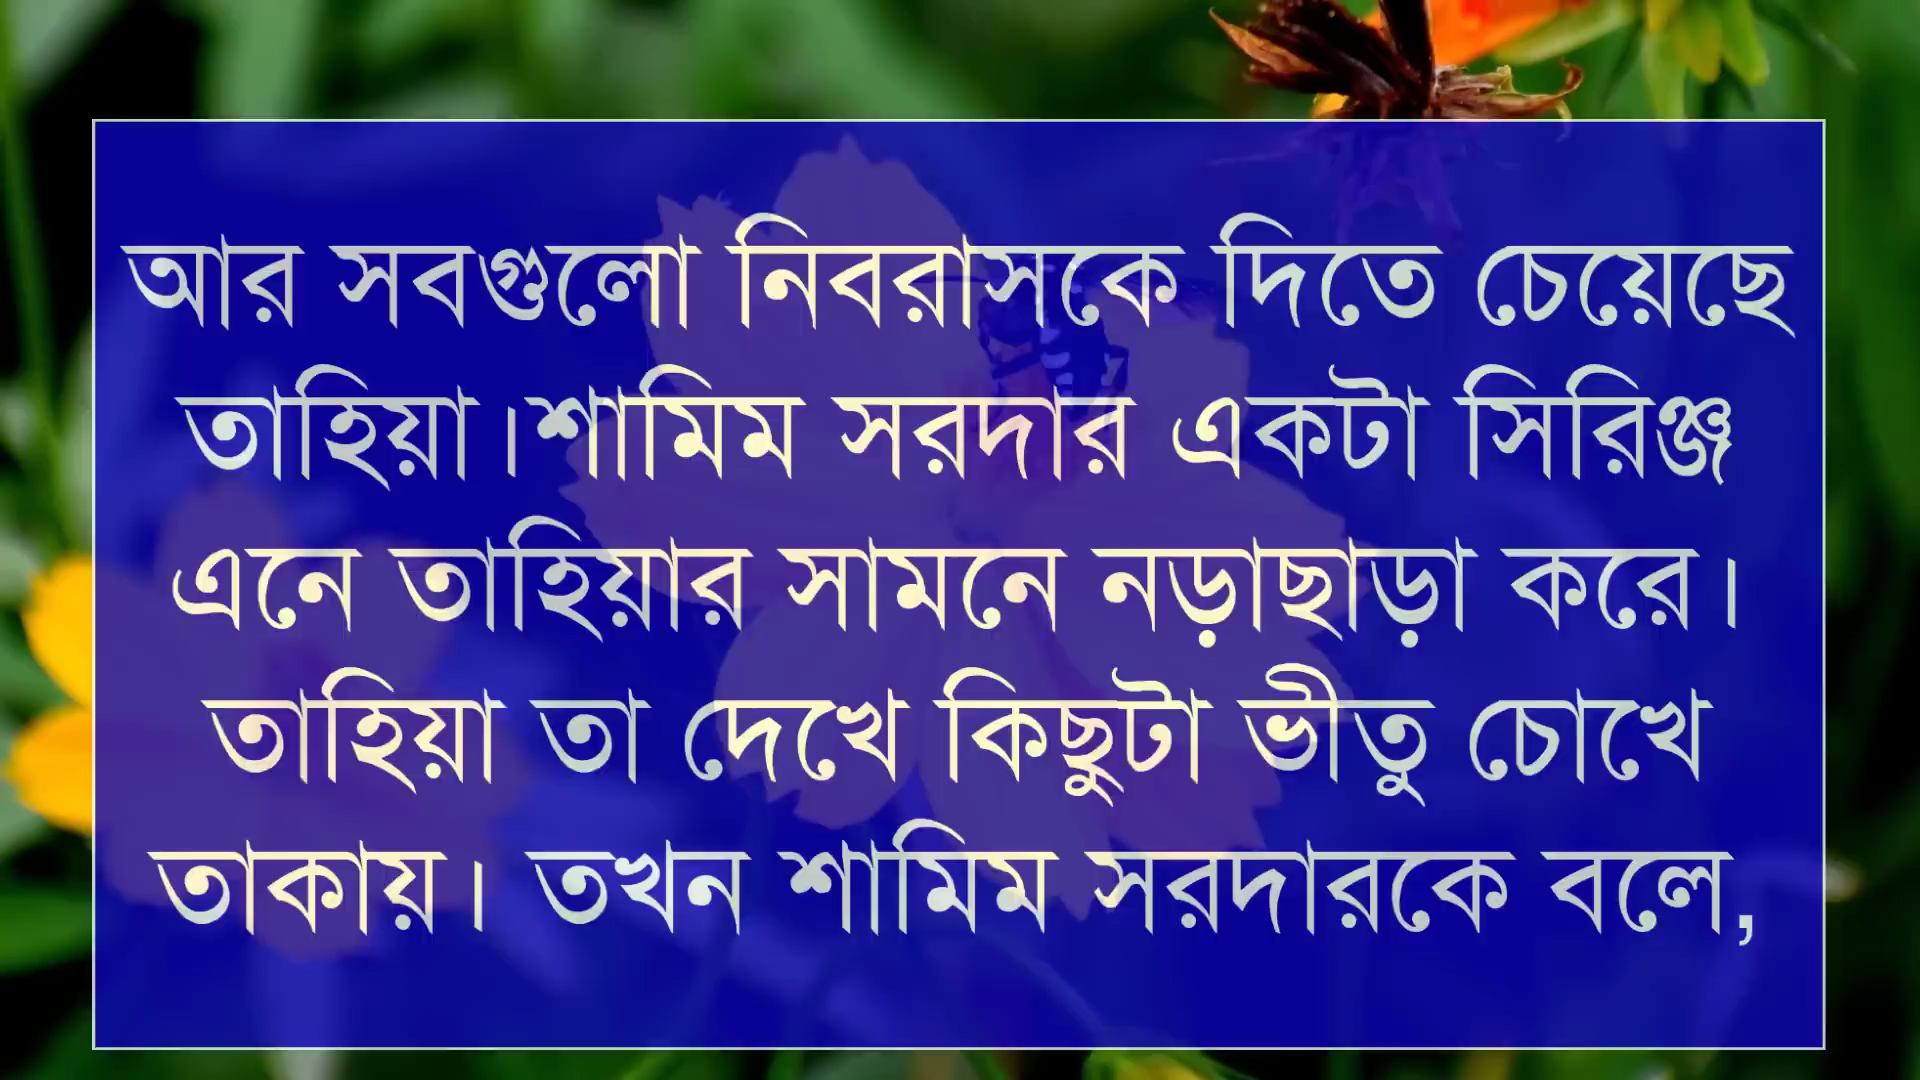 আর সবগুলো নিবরাসকে দিতে চেয়েছে
তাহিয়া।শামিম সরদার একটা সিরিঞ্জ
এনে তাহিয়ার সামনে নড়াছাড়া করে।
তাহিয়া তা দেখে কিছুটা ভীতু চোখে
তাকায়। তখন শামিম সরদারকে বলে,